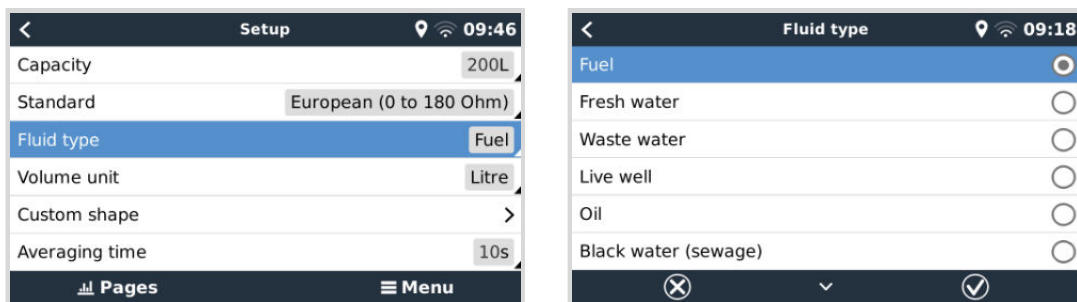 Setup 09:46
Capacity 200L
Standard European (0 to 180 Ohm)
Fluid type Fuel
Volume unit Litre
Custom shape
Averaging time 10s
Pages Menu
Fluid type 09:18
Fuel
Fresh water
Waste water
Live well
Oil
Black water (sewage)